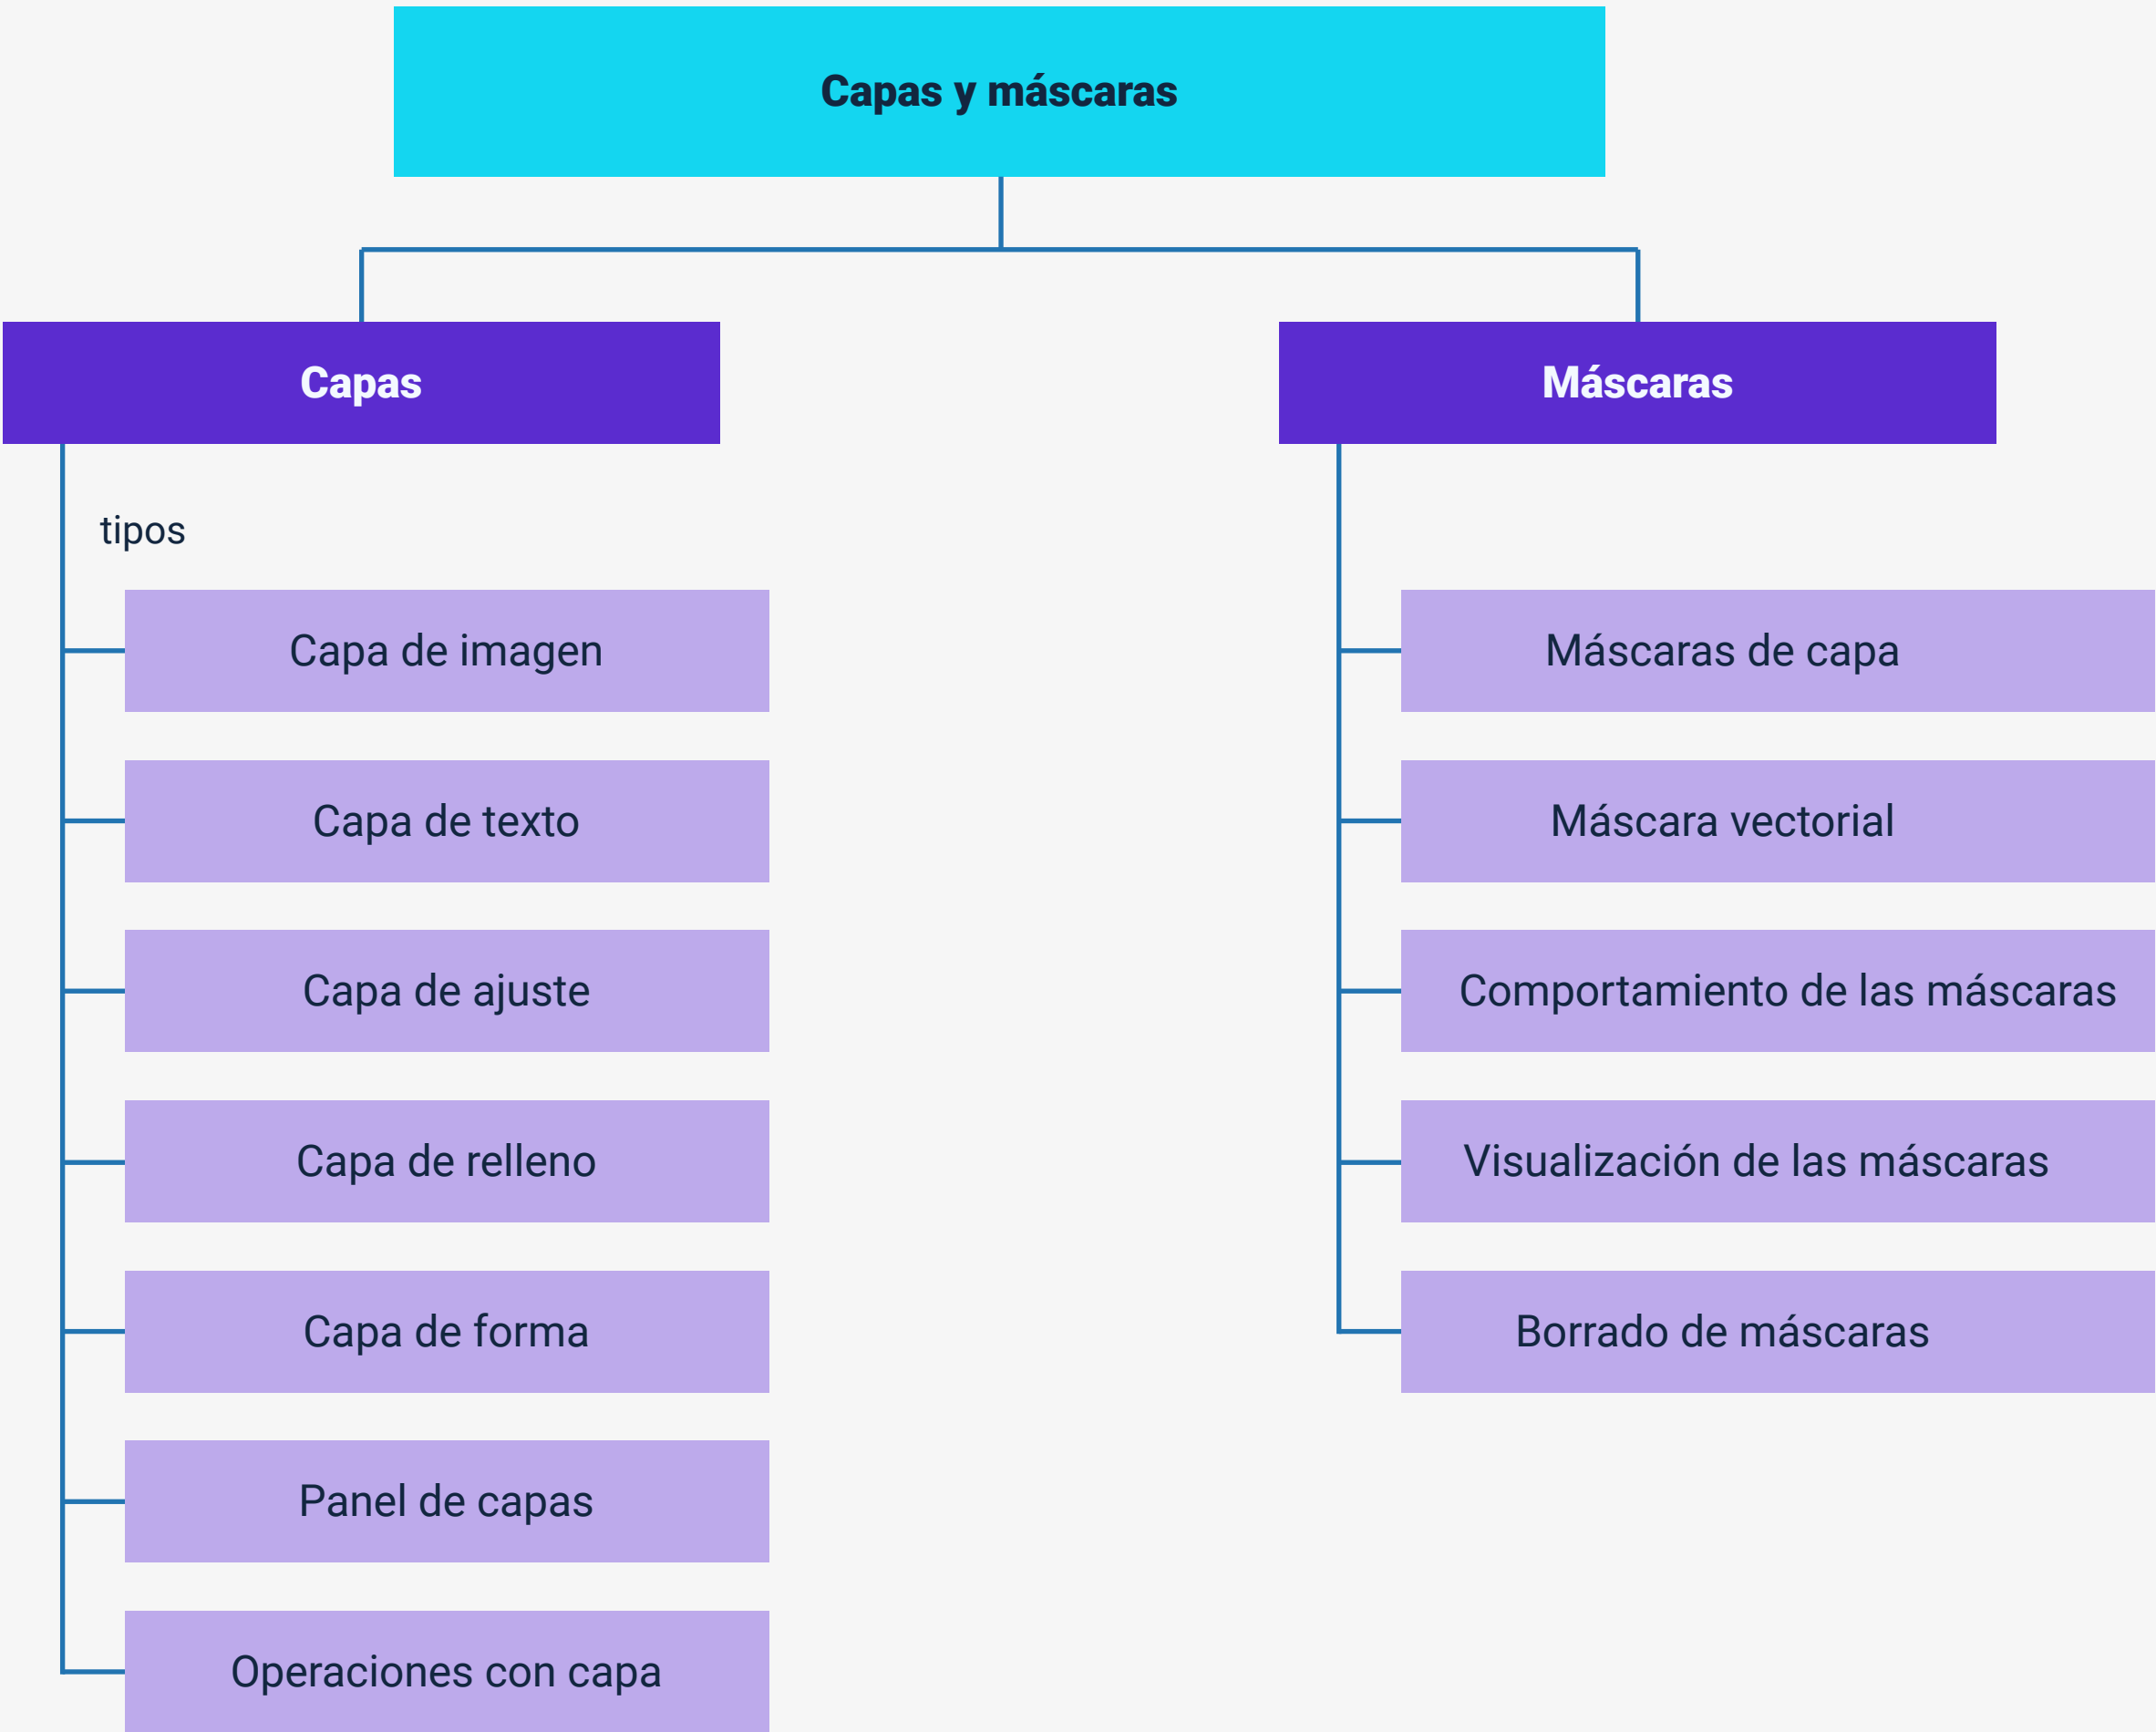 Capas y máscaras
Capas
tipos
Capa de imagen
Capa de texto
Capa de ajuste
Capa de relleno
Capa de forma
Panel de capas
Operaciones con capa
Máscaras
Máscaras de capa
Máscara vectorial
Comportamiento de las máscaras
Visualización de las máscaras
Borrado de máscaras